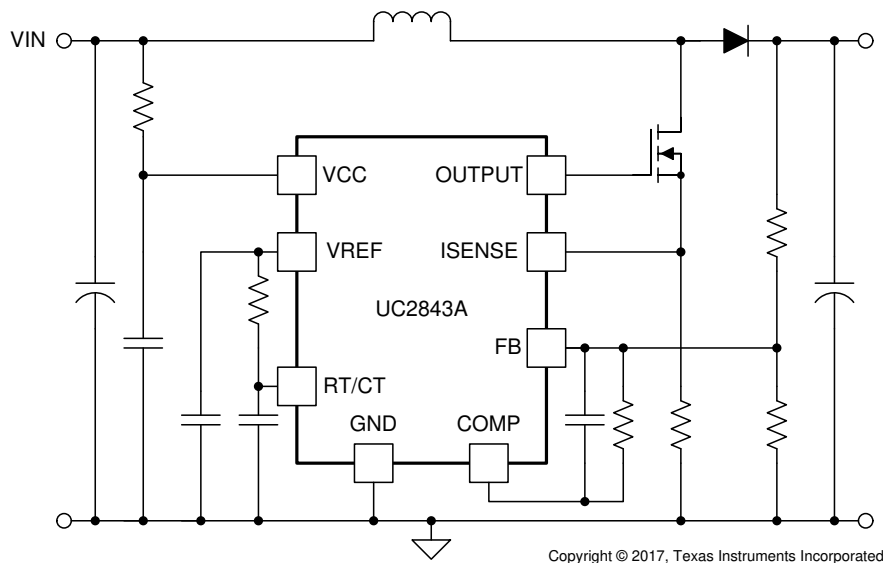 VIN
VCC
OUTPUT
VREF
ISENSE
UC2843A
FB
RT/CT
GND
COMP
Copyright © 2017, Texas Instruments Incorporated